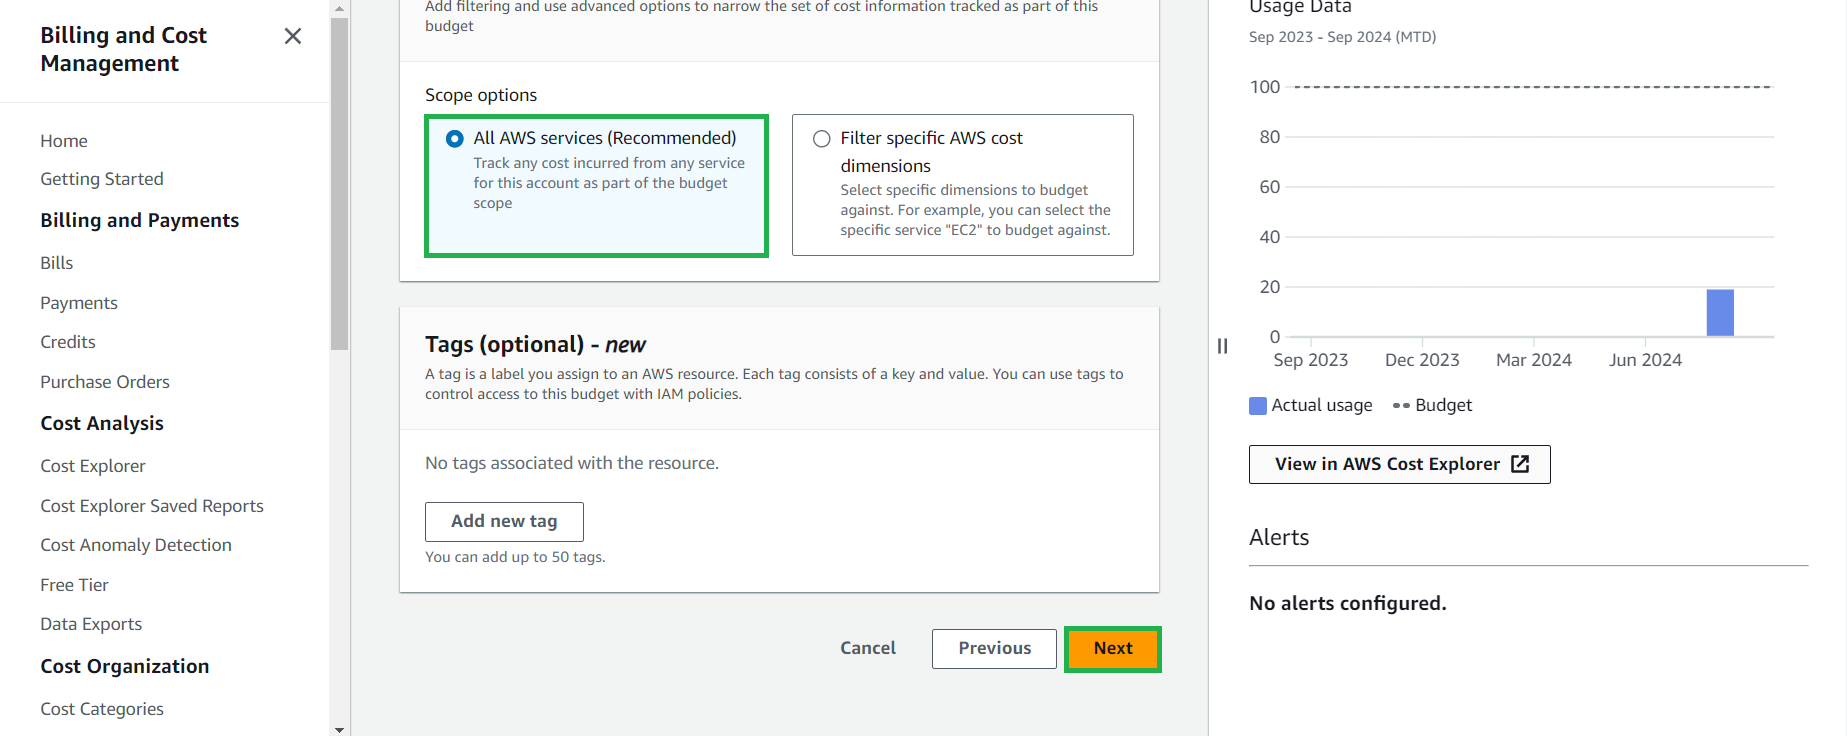 Billing and Cost
Management
Home
Getting Started
Billing and Payments
Bills
Payments
Credits
Purchase Orders
Cost Analysis
Cost Explorer
Cost Explorer Saved Reports
Cost Anomaly Detection
Free Tier
Data Exports
Cost Organization
Cost Categories
Add filtering and use advanced options to narrow the set of cost information tracked as part of this
budget
Scope options
All AWS services (Recommended)
Track any cost incurred from any service
for this account as part of the budget
scope
Filter specific AWS cost
dimensions
Select specific dimensions to budget
against. For example, you can select the
specific service "EC2" to budget against.
Tags (optional) - new
A tag is a label you assign to an AWS resource. Each tag consists of a key and value. You can use tags to
control access to this budget with IAM policies.
No tags associated with the resource.
Add new tag
You can add up to 50 tags.
Cancel
Previous
Next
Usage Data
Sep 2023 - Sep 2024 (MTD)
100
80
60
40
20
0
Sep 2023 Dec 2023 Mar 2024 Jun 2024
Actual usage Budget
View in AWS Cost Explorer
Alerts
No alerts configured.